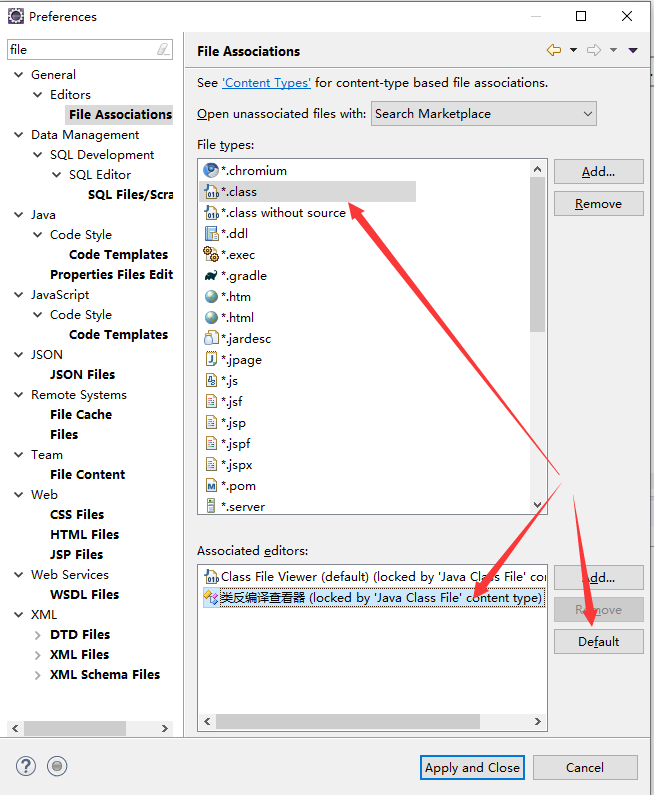 Preferences
file
General
Editors
File Associations
Data Management
SQL Development
SQL Editor
SQL Files/Scra
Java
Code Style
Code Templates
Properties Files Edit
JavaScript
Code Style
Code Templates
JSON
JSON Files
Remote Systems
File Cache
Files
Team
File Content
Web
CSS Files
HTML Files
JSP Files
Web Services
WSDL Files
XML
DTD Files
XML Files
XML Schema Files
File Associations
See 'Content Types' for content-type based file associations.
Open unassociated files with: Search Marketplace
File types:
*.chromium
*.class
*.class without source
*.ddl
*.exec
*.gradle
*.htm
*.html
*.jardesc
*.jpage
*.js
*.jsf
*.jsp
*.jspf
*.jspx
*.pom
*.server
Add...
Remove
Associated editors:
Class File Viewer (default) (locked by 'Java Class File' con
类反编译查看器 (locked by 'Java Class File' content type)
Add...
Remove
Default
Apply and Close
Cancel